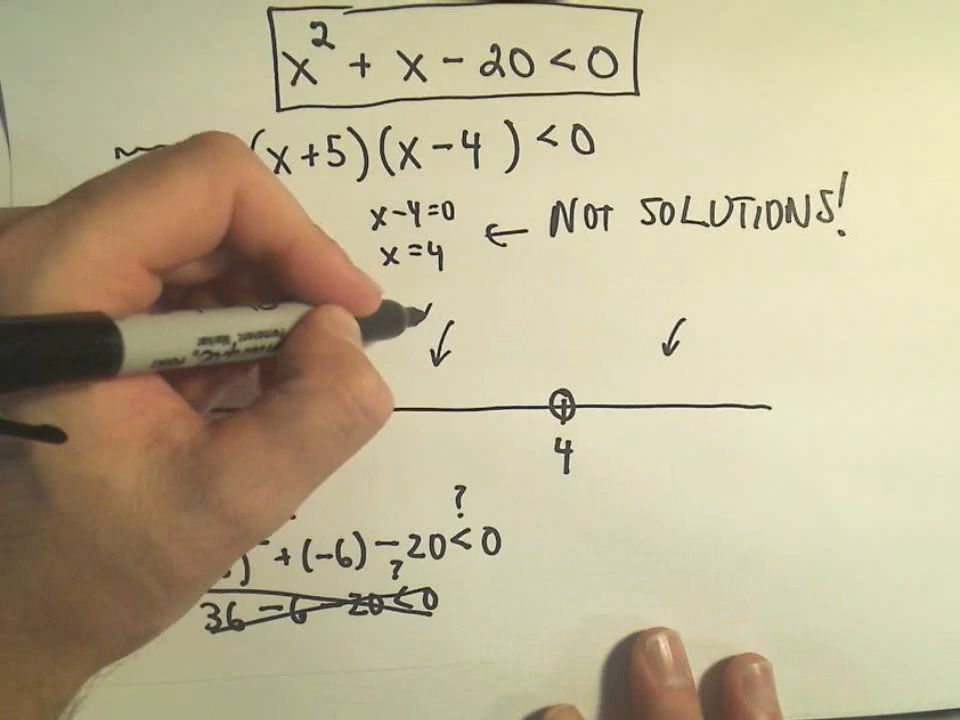 x² + x - 20 < 0
(x+5)(x-4) < 0
x-4=0
x=4
← NOT SOLUTIONS!
4
?
+(-6)-20<0
?
36-6-20<0